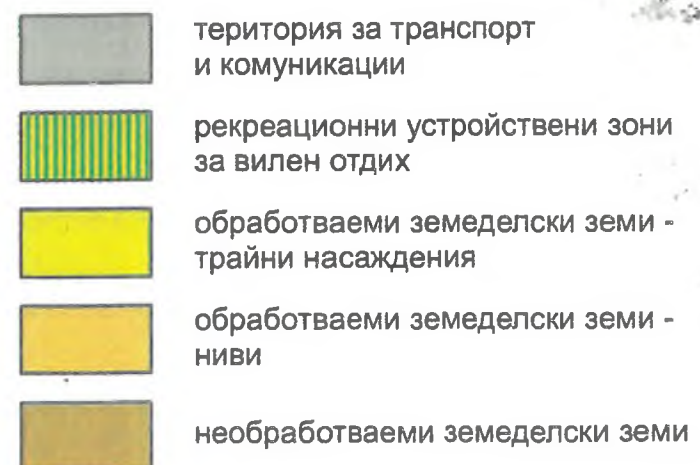 територия за транспорт
и комуникации
рекреационни устройствени зони
за вилен отдих
обработваеми земеделски земи -
трайни насаждения
обработваеми земеделски земи -
ниви
необработваеми земеделски земи